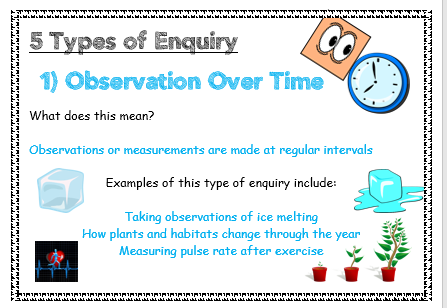 5 Types of Enquiry
1) Observation Over Time
What does this mean?
Observations or measurements are made at regular intervals
Examples of this type of enquiry include:
Taking observations of ice melting
How plants and habitats change through the year
Measuring pulse rate after exercise